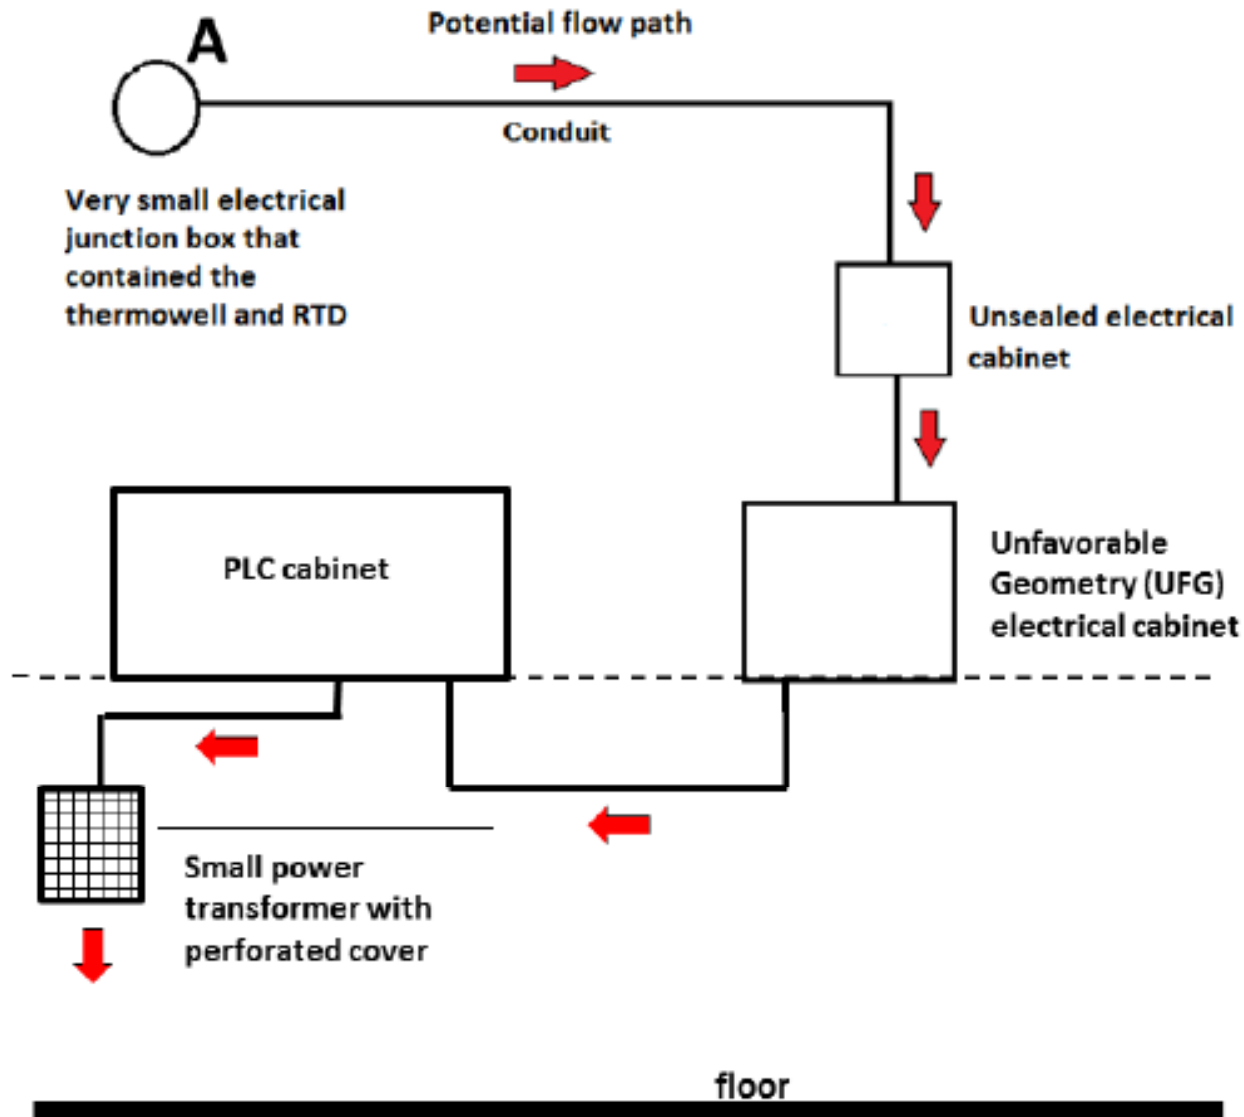 A
Potential flow path
Conduit
Very small electrical
junction box that
contained the
thermowell and RTD
Unsealed electrical
cabinet
PLC cabinet
Unfavorable
Geometry (UFG)
electrical cabinet
Small power
transformer with
perforated cover
floor